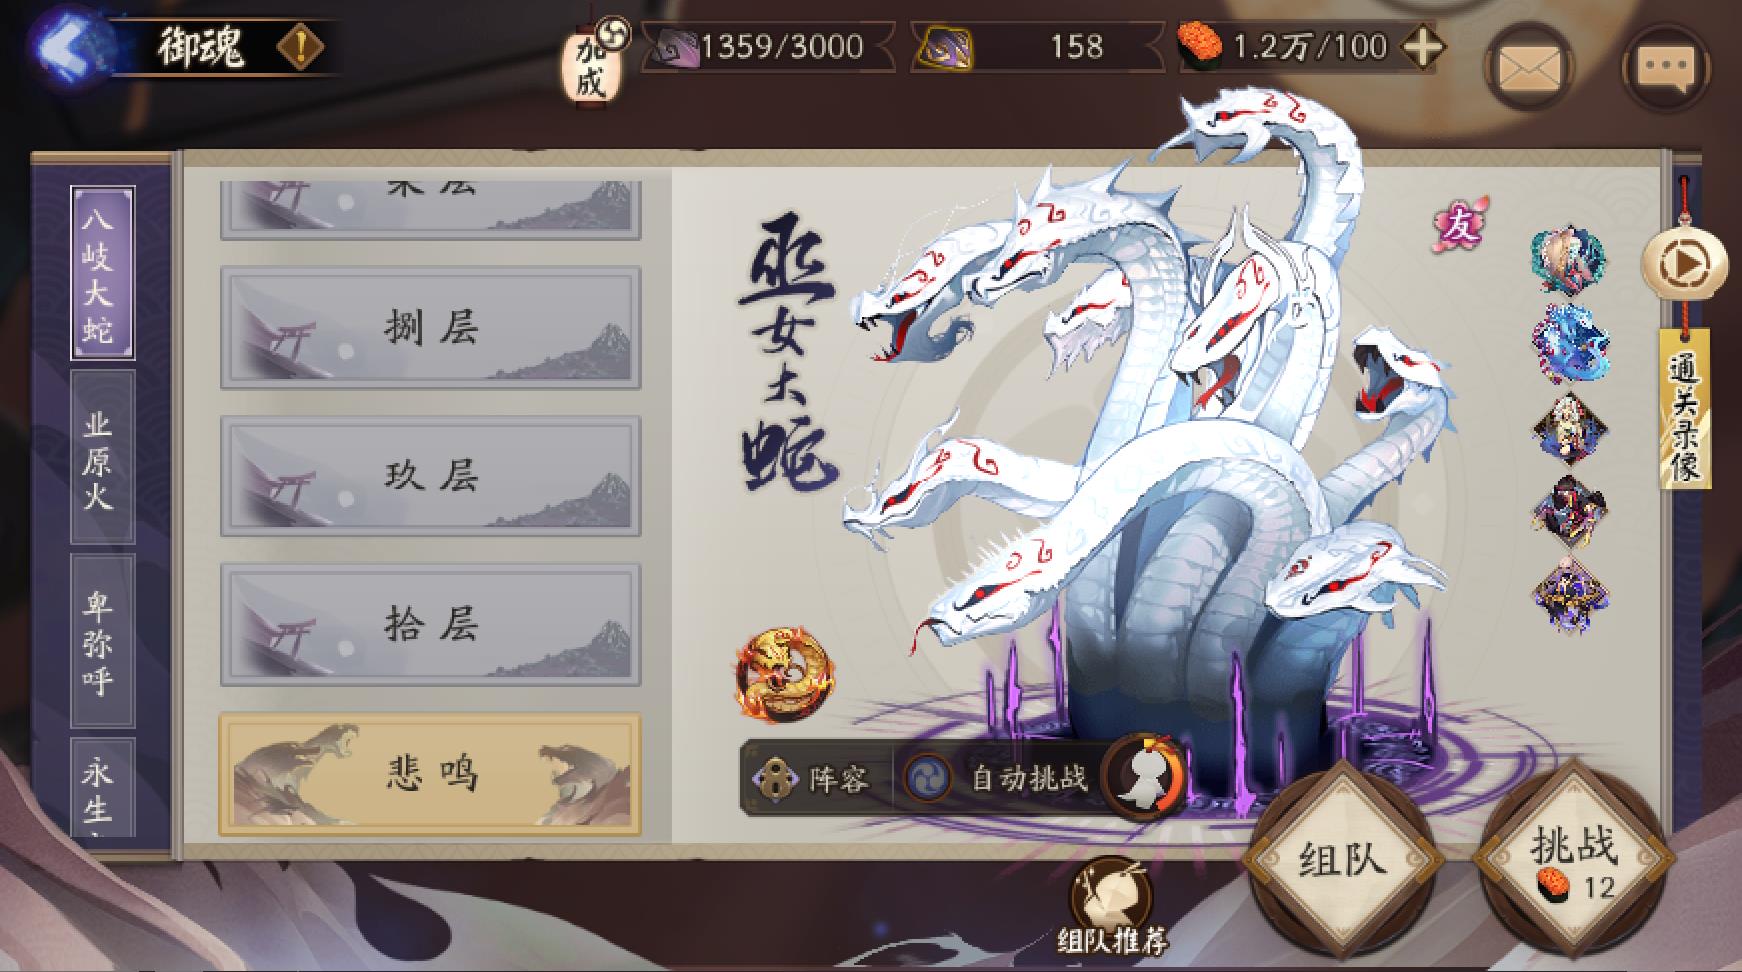 御魂
加成
1359/3000
158
1.2万/100
八岐大蛇
业原火
卑弥呼
永生
柒层
捌层
玖层
拾层
悲鸣
巫女大蛇
友
通关录像
阵容
自动挑战
组队
挑战
12
组队推荐